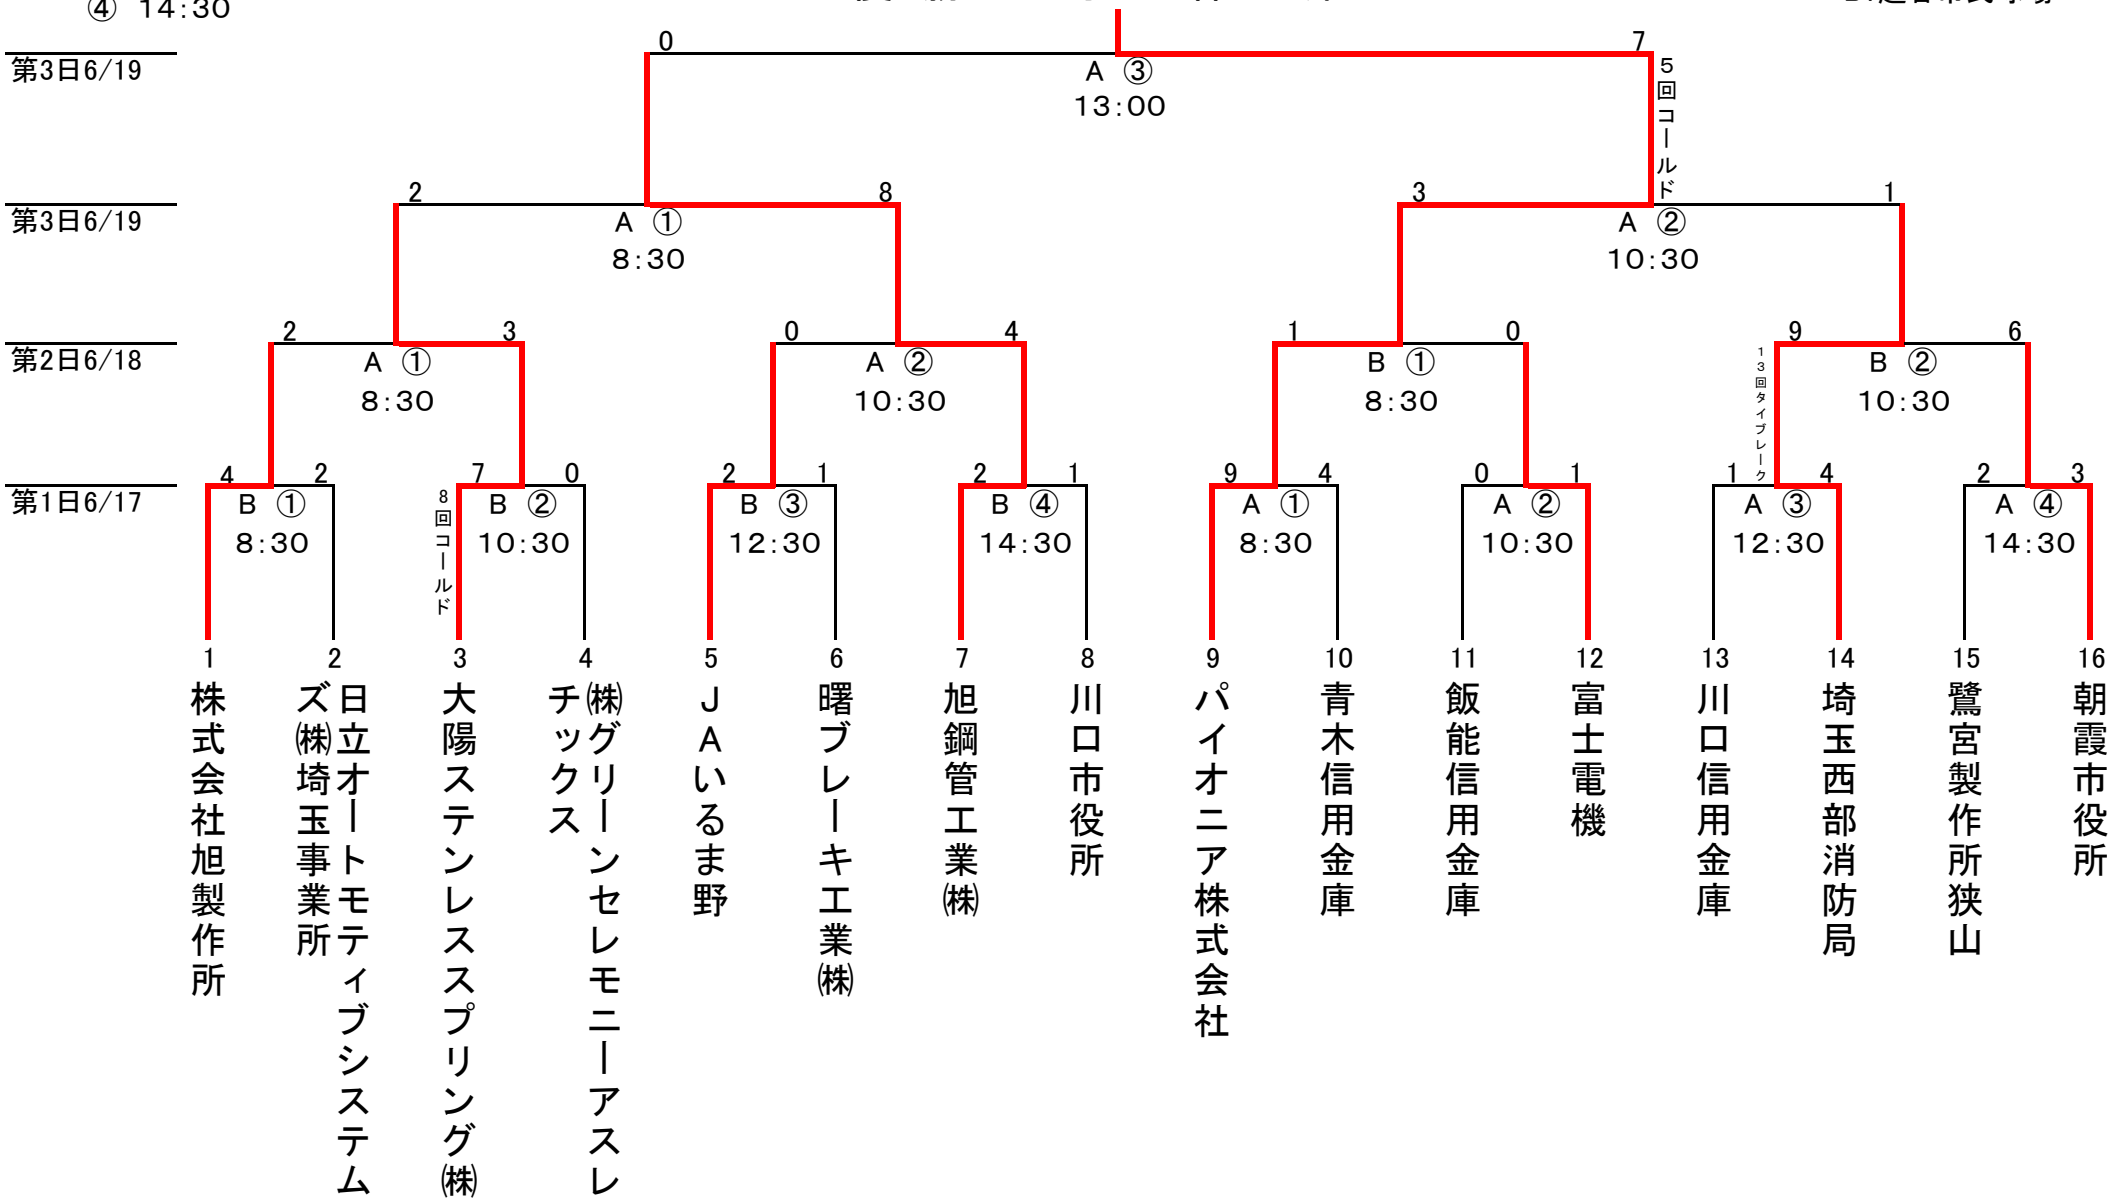 ④ 14:30
0
7
第3日6/19
A ③
13:00
5回コールド
2
8
3
1
第3日6/19
A ①
8:30
A ②
10:30
2
3
0
4
1
0
9
6
第2日6/18
A ①
8:30
A ②
10:30
B ①
8:30
B ②
10:30
13回タイブレーク
4
2
7
0
2
1
2
1
9
4
0
1
1
4
2
3
第1日6/17
B ①
8:30
8回コールド
B ②
10:30
B ③
12:30
B ④
14:30
A ①
8:30
A ②
10:30
A ③
12:30
A ④
14:30
1
2
3
4
5
6
7
8
9
10
11
12
13
14
15
16
株式会社旭製作所
日立オートモティブシステム
ズ㈱埼玉事業所
大陽ステンレススプリング㈱
㈱グリーンセレモニーアスレ
チックス
JAいるま野
曙ブレーキ工業㈱
旭鋼管工業㈱
川口市役所
パイオニア株式会社
青木信用金庫
飯能信用金庫
富士電機
川口信用金庫
埼玉西部消防局
鷺宮製作所狭山
朝霞市役所